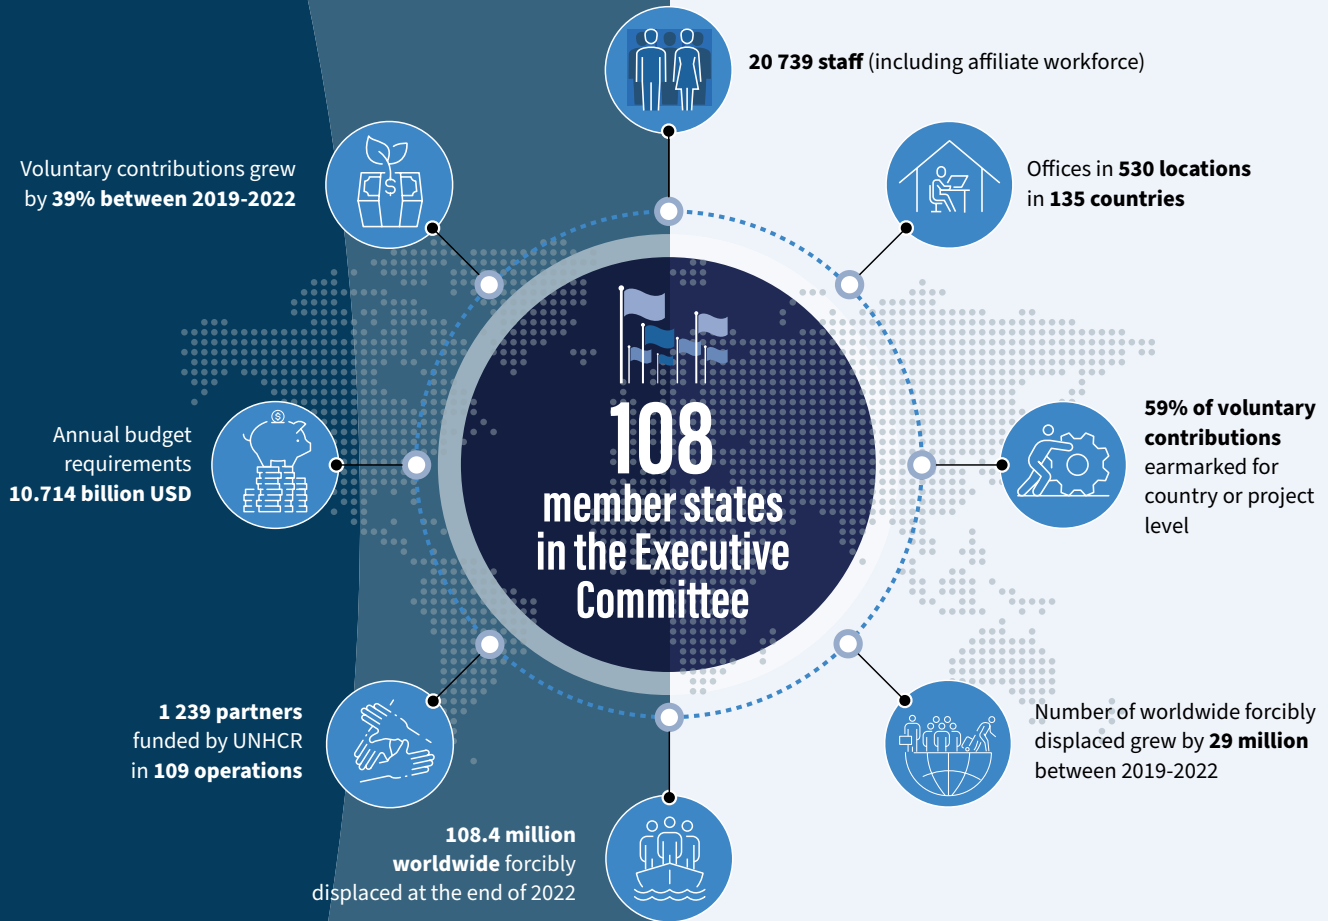 20 739 staff (including affiliate workforce)
Voluntary contributions grew
by 39% between 2019-2022
Offices in 530 locations
in 135 countries
108
member states
in the Executive
Committee
Annual budget
requirements
10.714 billion USD
$
$
59% of voluntary
contributions
earmarked for
country or project
level
1 239 partners
funded by UNHCR
in 109 operations
Number of worldwide forcibly
displaced grew by 29 million
between 2019-2022
108.4 million
worldwide forcibly
displaced at the end of 2022